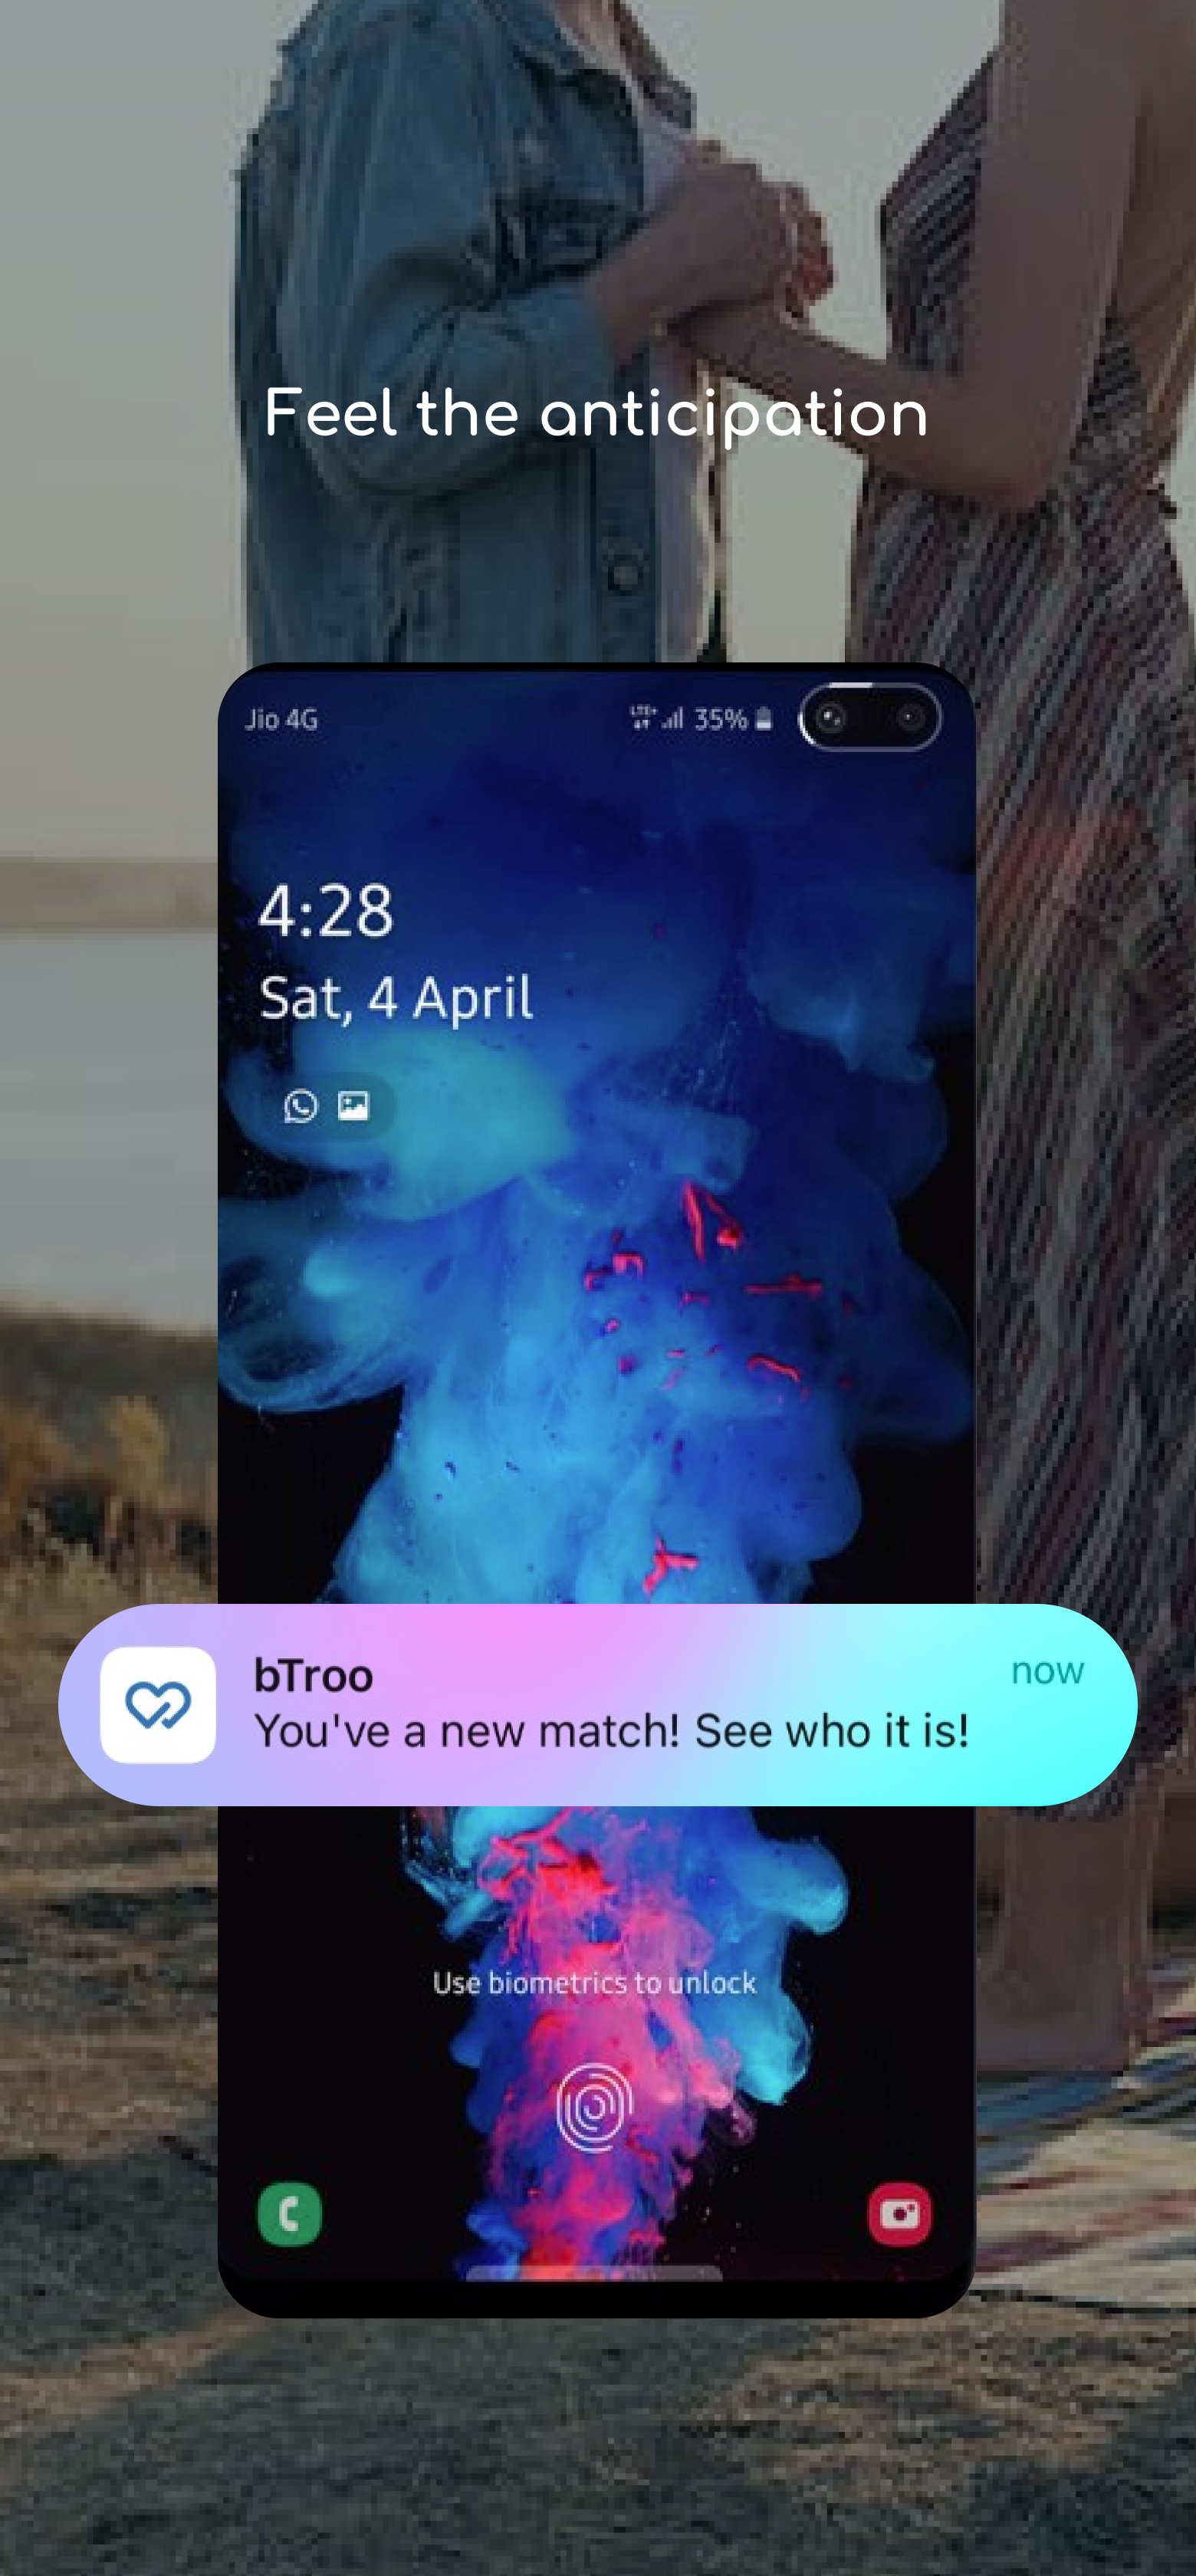 Feel the anticipation
Jio 4G
LTE+ 35%
4:28
Sat, 4 April
bTroo
now
You've a new match! See who it is!
Use biometrics to unlock